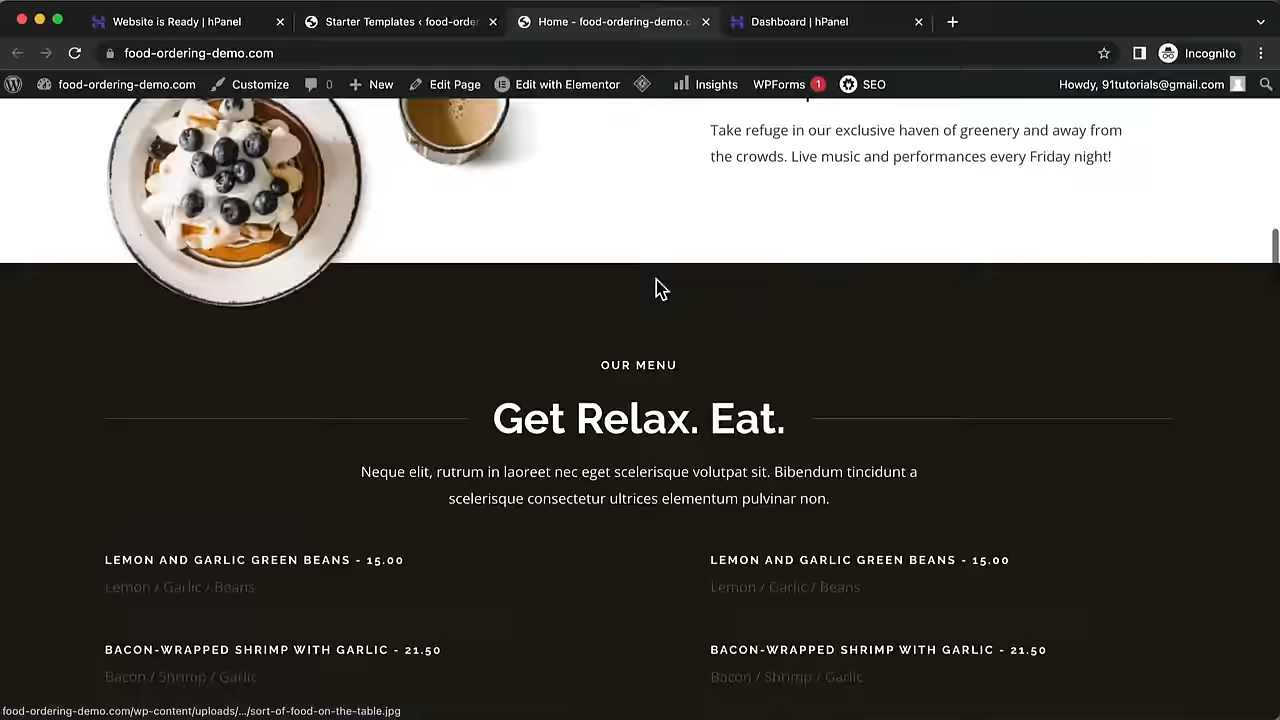 Website is Ready | hPanel
Starter Templates ‹ food-order
Home - food-ordering-demo.c
Dashboard | hPanel
food-ordering-demo.com
Incognito
food-ordering-demo.com
Customize
0
New
Edit Page
Edit with Elementor
Insights
WPForms 1
SEO
Howdy, 91tutorials@gmail.com
Take refuge in our exclusive haven of greenery and away from
the crowds. Live music and performances every Friday night!
OUR MENU
Get Relax. Eat.
Neque elit, rutrum in laoreet nec eget scelerisque volutpat sit. Bibendum tincidunt a
scelerisque consectetur ultrices elementum pulvinar non.
LEMON AND GARLIC GREEN BEANS - 15.00
Lemon / Garlic / Beans
LEMON AND GARLIC GREEN BEANS - 15.00
Lemon / Garlic / Beans
BACON-WRAPPED SHRIMP WITH GARLIC - 21.50
Bacon / Shrimp / Garlic
BACON-WRAPPED SHRIMP WITH GARLIC - 21.50
Bacon / Shrimp / Garlic
food-ordering-demo.com/wp-content/uploads/.../sort-of-food-on-the-table.jpg